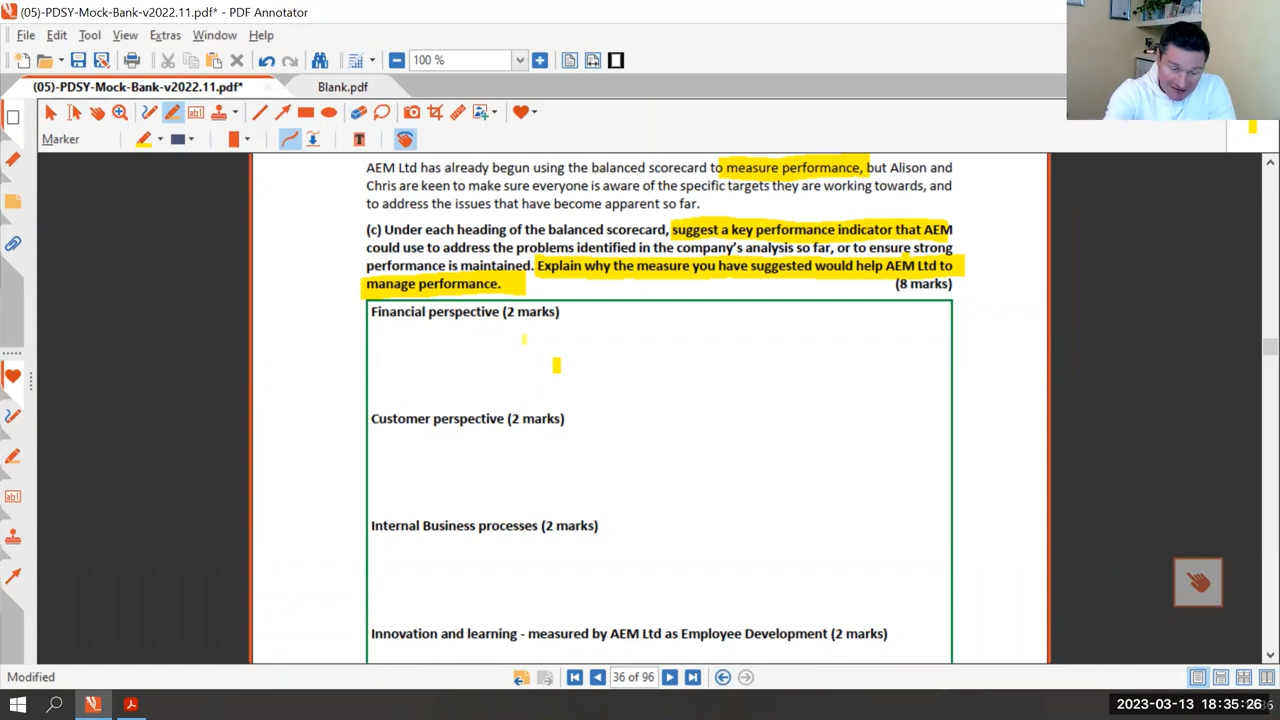 (05)-PDSY-Mock-Bank-v2022.11.pdf* - PDF Annotator
File Edit Tool View Extras Window Help
100 %
(05)-PDSY-Mock-Bank-v2022.11.pdf* Blank.pdf
Marker
AEM Ltd has already begun using the balanced scorecard to measure performance, but Alison and
Chris are keen to make sure everyone is aware of the specific targets they are working towards, and
to address the issues that have become apparent so far.
(c) Under each heading of the balanced scorecard, suggest a key performance indicator that AEM
could use to address the problems identified in the company's analysis so far, or to ensure strong
performance is maintained. Explain why the measure you have suggested would help AEM Ltd to
manage performance. (8 marks)
Financial perspective (2 marks)
Customer perspective (2 marks)
Internal Business processes (2 marks)
Innovation and learning - measured by AEM Ltd as Employee Development (2 marks)
Modified
36 of 96
2023-03-13 18:35:26